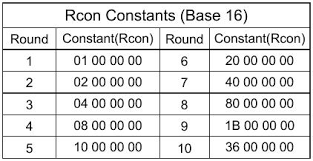 Rcon Constants (Base 16)
Round Constant(Rcon) Round Constant(Rcon)
1 01 00 00 00 6 20 00 00 00
2 02 00 00 00 7 40 00 00 00
3 04 00 00 00 8 80 00 00 00
4 08 00 00 00 9 1B 00 00 00
5 10 00 00 00 10 36 00 00 00